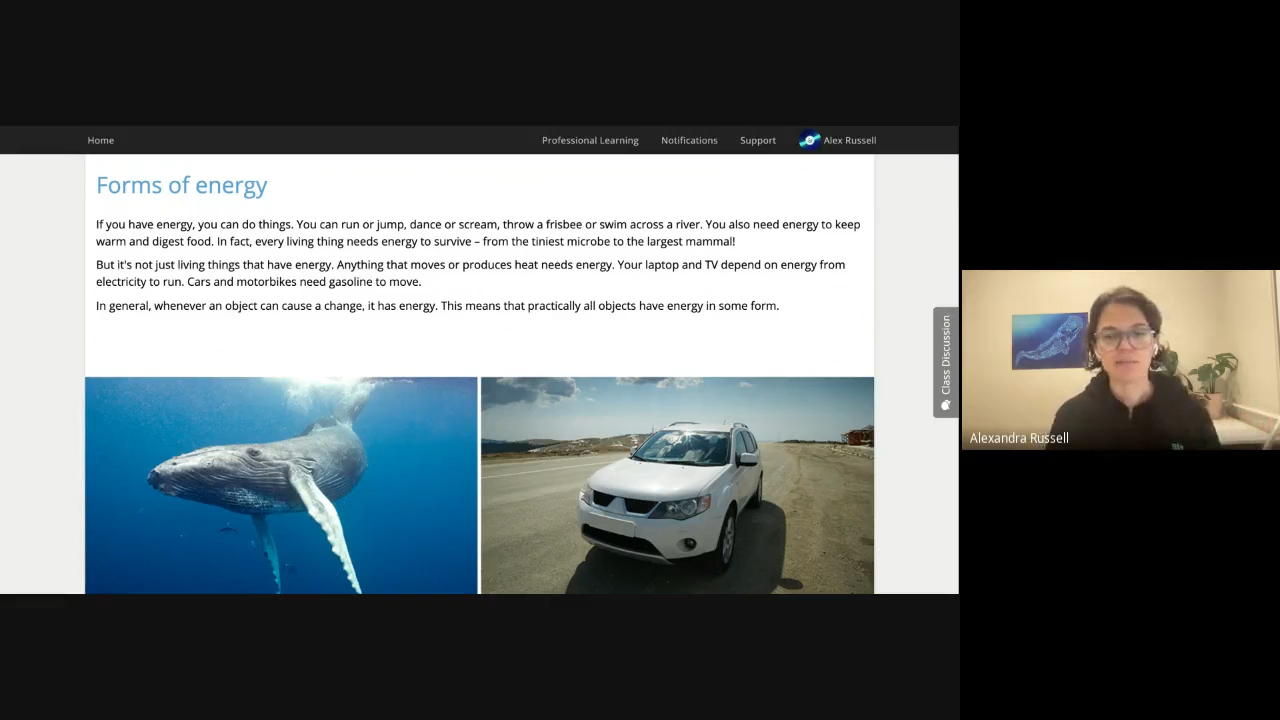 Home
Professional Learning
Notifications
Support
Alex Russell
Forms of energy
If you have energy, you can do things. You can run or jump, dance or scream, throw a frisbee or swim across a river. You also need energy to keep
warm and digest food. In fact, every living thing needs energy to survive – from the tiniest microbe to the largest mammal!
But it's not just living things that have energy. Anything that moves or produces heat needs energy. Your laptop and TV depend on energy from
electricity to run. Cars and motorbikes need gasoline to move.
In general, whenever an object can cause a change, it has energy. This means that practically all objects have energy in some form.
Class Discussion
Alexandra Russell